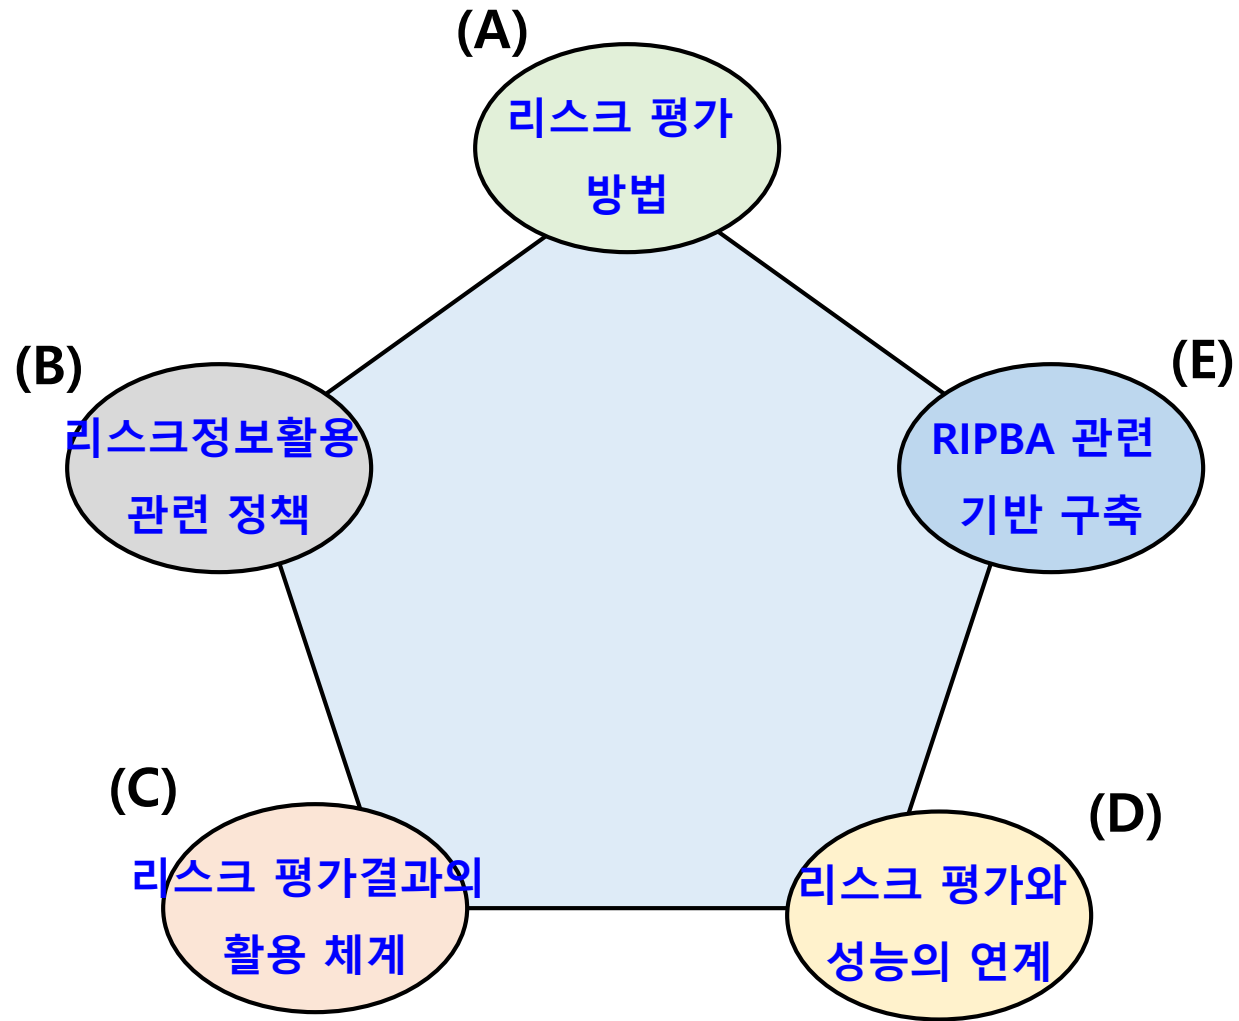 (A)
리스크 평가
방법
(B)
리스크정보활용
관련 정책
(E)
RIPBA 관련
기반 구축
(C)
리스크 평가결과의
활용 체계
(D)
리스크 평가와
성능의 연계